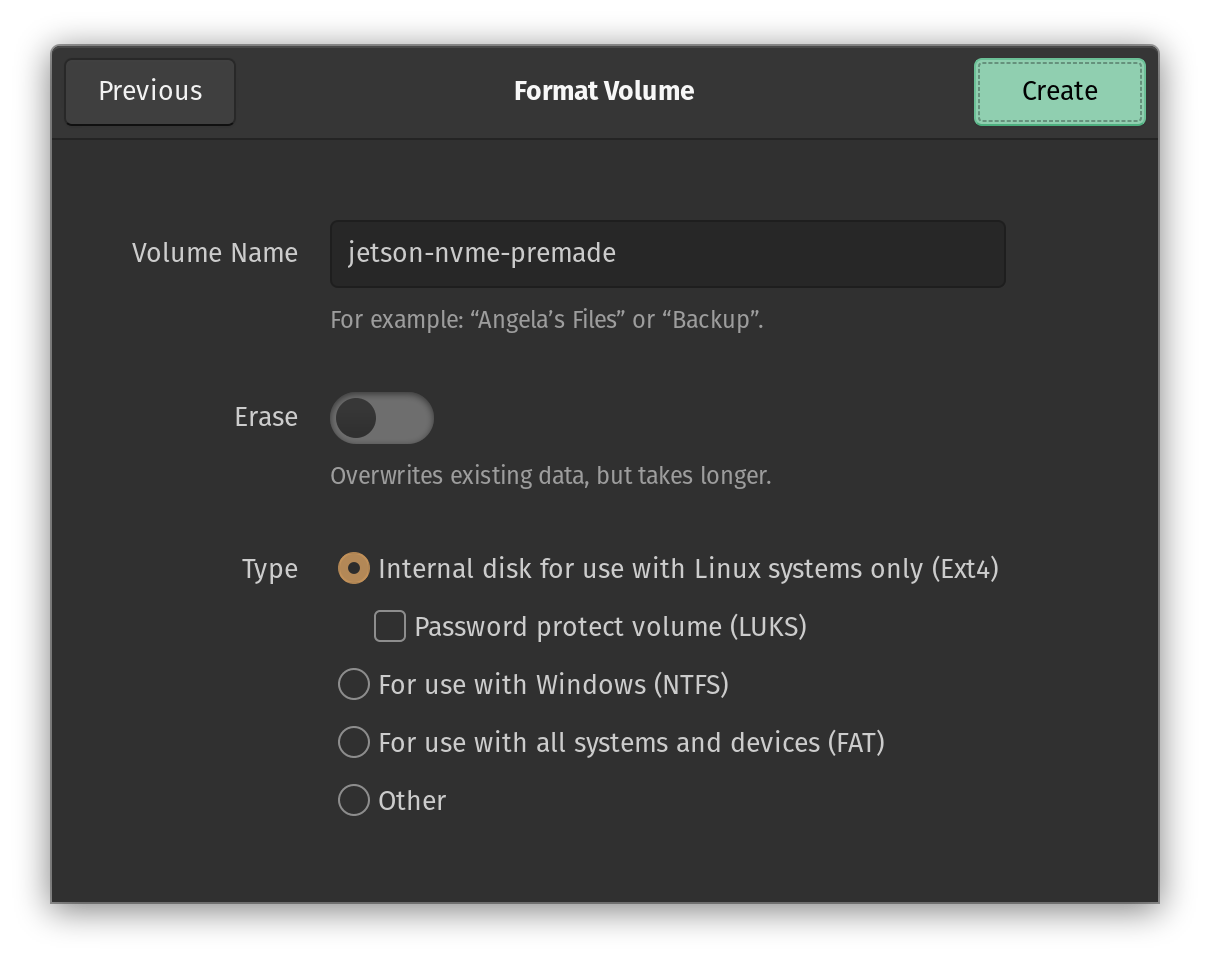 Previous
Format Volume
Create
Volume Name
jetson-nvme-premade
For example: “Angela’s Files” or “Backup”.
Erase
Overwrites existing data, but takes longer.
Type
Internal disk for use with Linux systems only (Ext4)
Password protect volume (LUKS)
For use with Windows (NTFS)
For use with all systems and devices (FAT)
Other